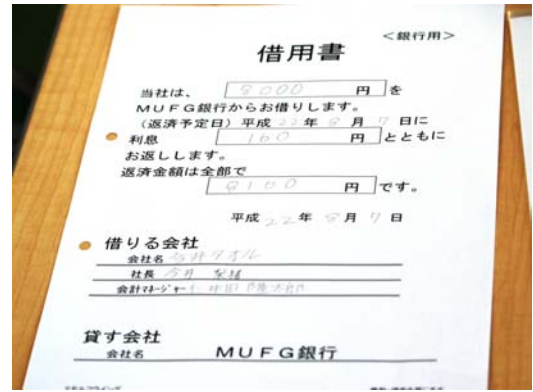 <銀行用>
借用書
当社は、 8000 円 を
MUFG銀行からお借りします。
(返済予定日)平成22年 8月 7日に
利息 160 円 とともに
お返しします。
返済金額は全部で
8160 円 です。
平成22年 8月 7日
借りる会社
会社名 タオル
社長 今井
会計マネージャー
貸す会社
会社名 MUFG銀行